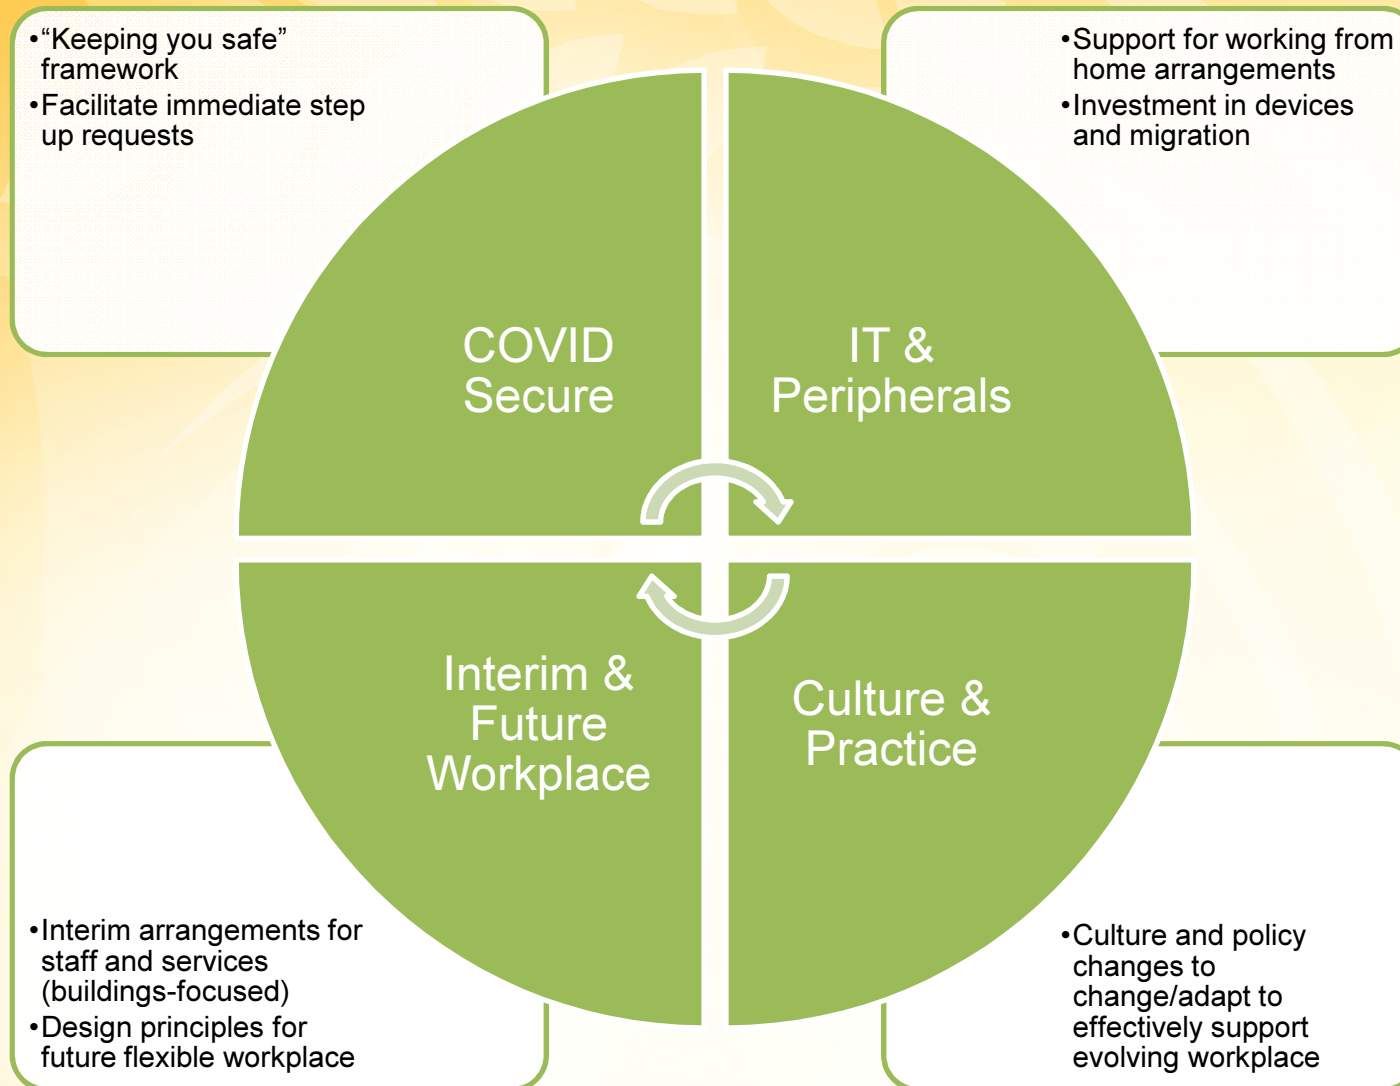 •“Keeping you safe”
framework
•Facilitate immediate step
up requests
•Support for working from
home arrangements
•Investment in devices
and migration
COVID
Secure
IT &
Peripherals
Interim &
Future
Workplace
Culture &
Practice
•Interim arrangements for
staff and services
(buildings-focused)
•Design principles for
future flexible workplace
•Culture and policy
changes to
change/adapt to
effectively support
evolving workplace